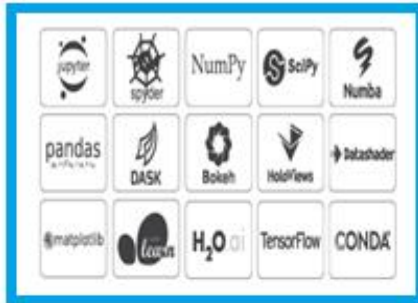 jupyter
spyder
NumPy
SciPy
Numba
pandas
DASK
Bokeh
HoloViews
Datashader
matplotlib
learn
H₂O.ai
TensorFlow
CONDA